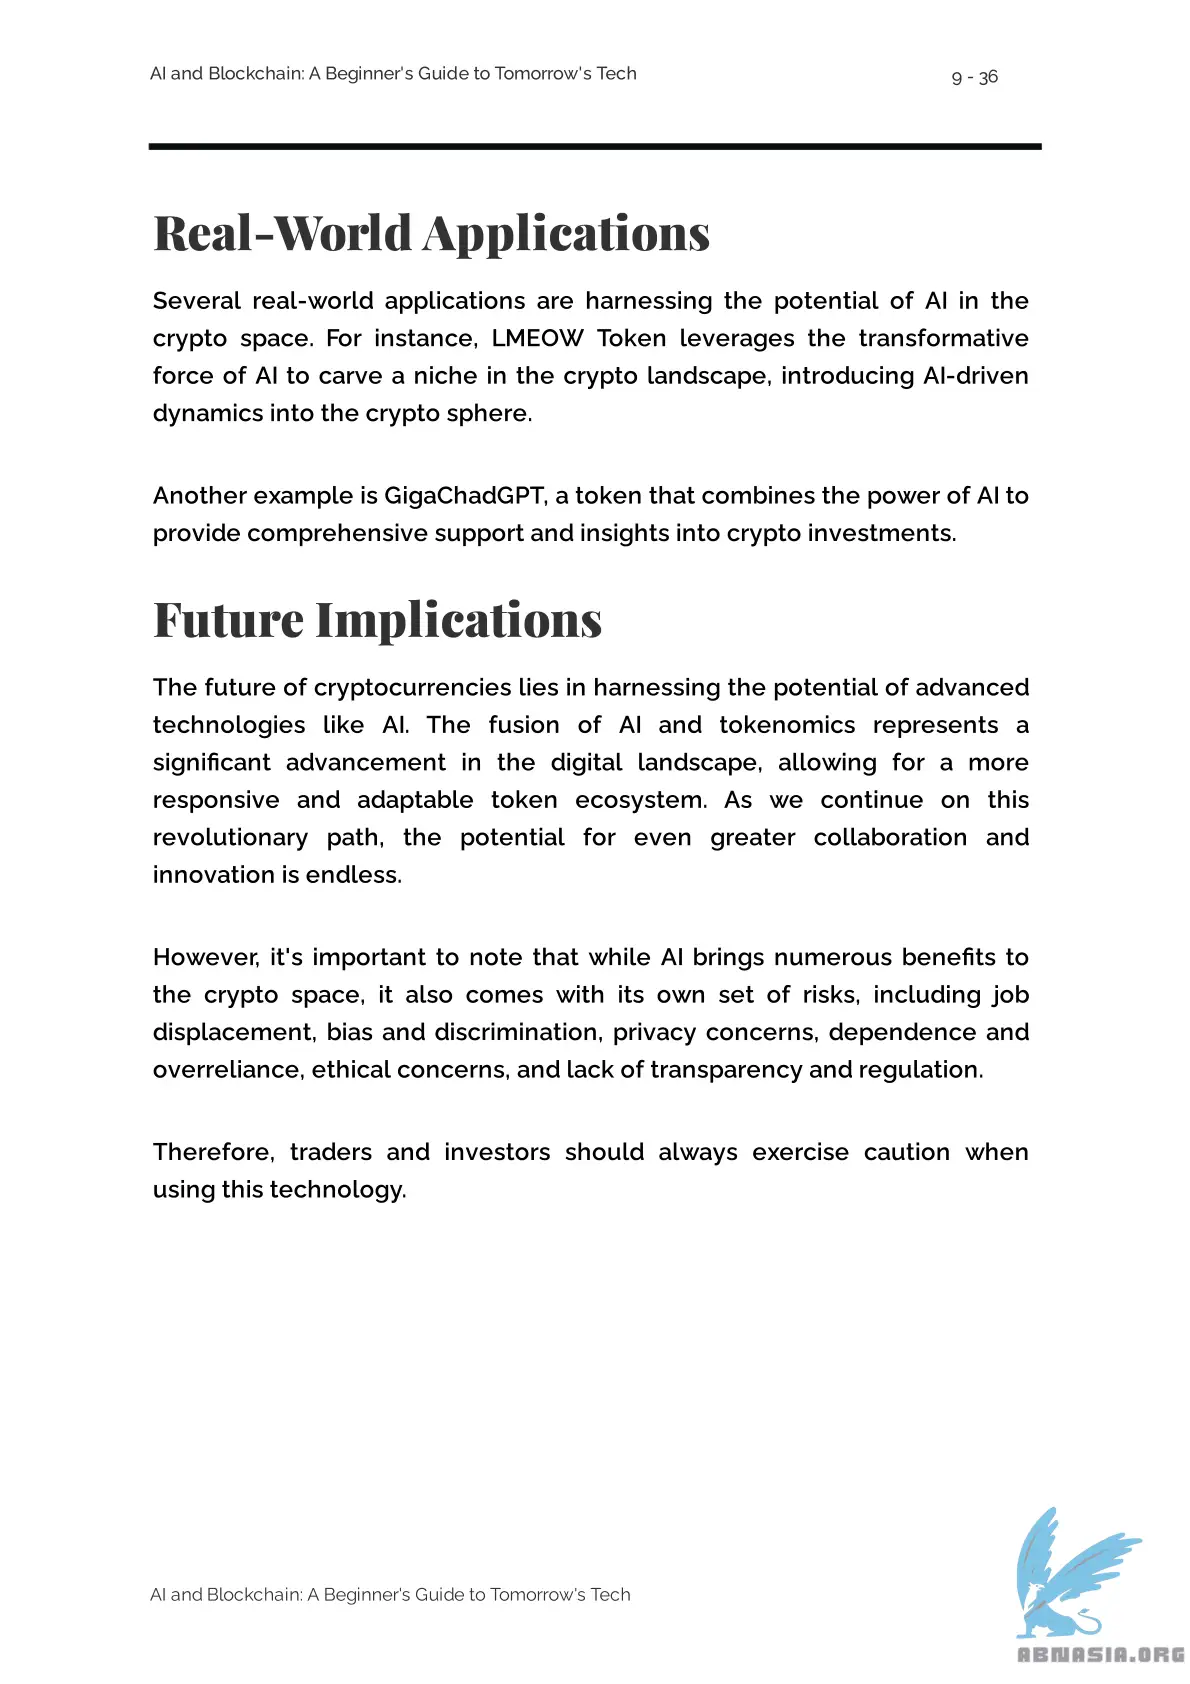 AI and Blockchain: A Beginner's Guide to Tomorrow's Tech
9 - 36
Real-World Applications
Several real-world applications are harnessing the potential of AI in the
crypto space. For instance, LMEOW Token leverages the transformative
force of AI to carve a niche in the crypto landscape, introducing AI-driven
dynamics into the crypto sphere.
Another example is GigaChadGPT, a token that combines the power of AI to
provide comprehensive support and insights into crypto investments.
Future Implications
The future of cryptocurrencies lies in harnessing the potential of advanced
technologies like AI. The fusion of AI and tokenomics represents a
significant advancement in the digital landscape, allowing for a more
responsive and adaptable token ecosystem. As we continue on this
revolutionary path, the potential for even greater collaboration and
innovation is endless.
However, it's important to note that while AI brings numerous benefits to
the crypto space, it also comes with its own set of risks, including job
displacement, bias and discrimination, privacy concerns, dependence and
overreliance, ethical concerns, and lack of transparency and regulation.
Therefore, traders and investors should always exercise caution when
using this technology.
AI and Blockchain: A Beginner's Guide to Tomorrow's Tech
ABNASIA.ORG